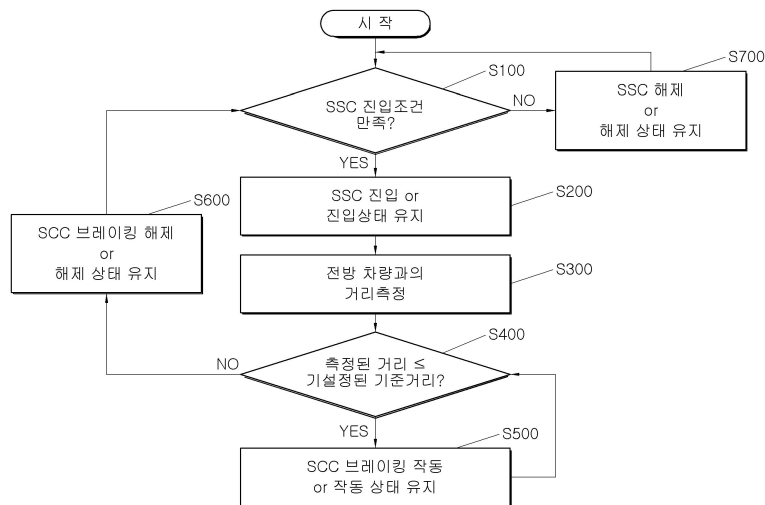 시 작
S100
SSC 진입조건
만족?
NO
S700
SSC 해제
or
해제 상태 유지
YES
S200
SSC 진입 or
진입상태 유지
S600
SCC 브레이킹 해제
or
해제 상태 유지
S300
전방 차량과의
거리측정
S400
측정된 거리 ≤
기설정된 기준거리?
NO
YES
S500
SCC 브레이킹 작동
or 작동 상태 유지